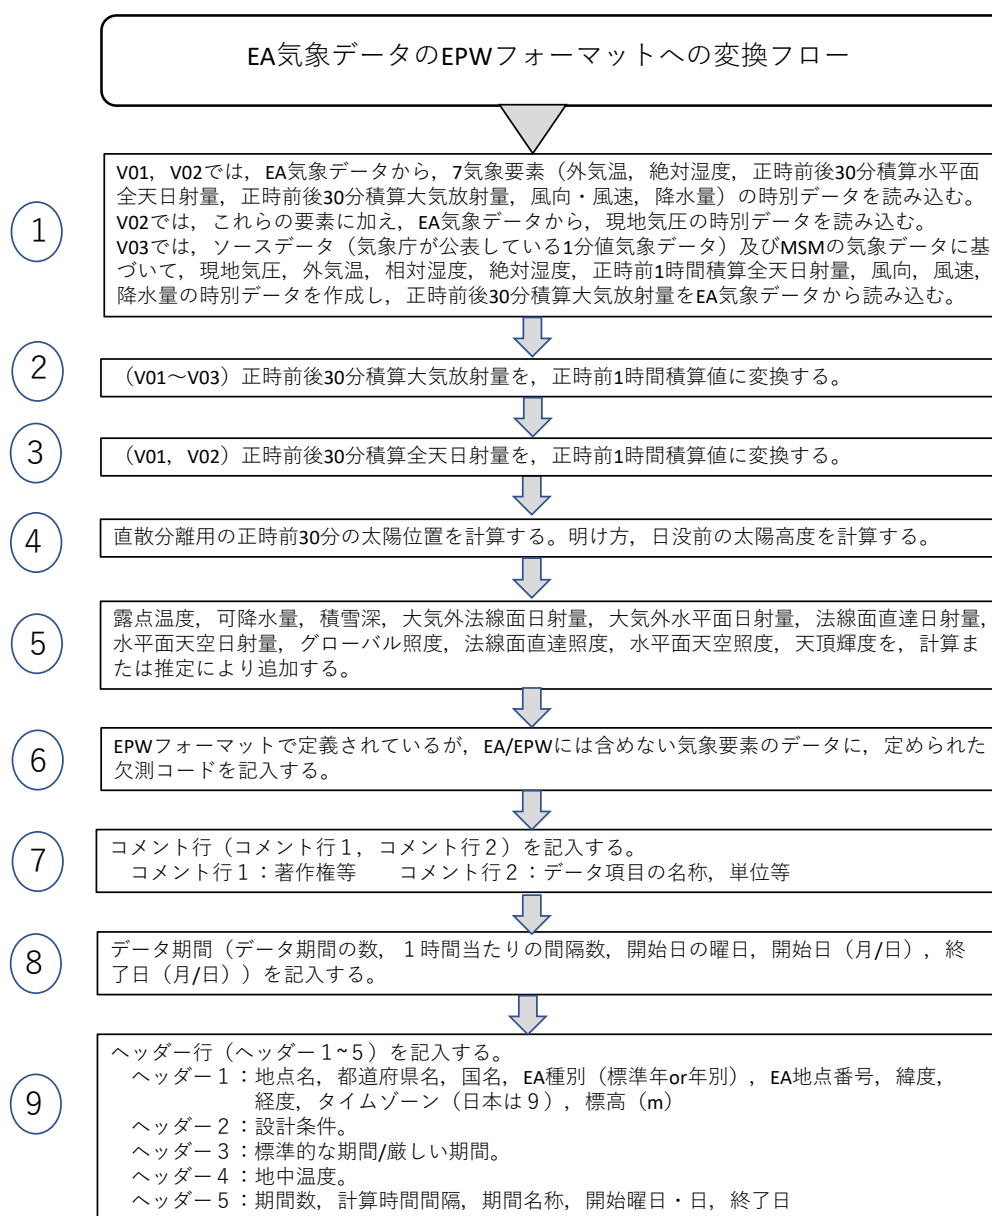 EA気象データのEPWフォーマットへの変換フロー
①
V01, V02では，EA気象データから，7気象要素（外気温，絶対湿度，正時前後30分積算水平面
全天日射量，正時前後30分積算大気放射量，風向・風速，降水量）の時別データを読み込む。
V02では，これらの要素に加え，EA気象データから，現地気圧の時別データを読み込む。
V03では，ソースデータ（気象庁が公表している1分値気象データ）及びMSMの気象データに基
づいて，現地気圧，外気温，相対湿度，絶対湿度，正時前1時間積算全天日射量，風向，風速，
降水量の時別データを作成し，正時前後30分積算大気放射量をEA気象データから読み込む。
②
（V01～V03）正時前後30分積算大気放射量を，正時前1時間積算値に変換する。
③
（V01，V02）正時前後30分積算全天日射量を，正時前1時間積算値に変換する。
④
直散分離用の正時前30分の太陽位置を計算する。明け方，日没前の太陽高度を計算する。
⑤
露点温度，可降水量，積雪深，大気外法線面日射量，大気外水平面日射量，法線面直達日射量，
水平面天空日射量，グローバル照度，法線面直達照度，水平面天空照度，天頂輝度を，計算ま
たは推定により追加する。
⑥
EPWフォーマットで定義されているが，EA/EPWには含めない気象要素のデータに，定められた
欠測コードを記入する。
⑦
コメント行（コメント行１，コメント行２）を記入する。
コメント行１：著作権等　　コメント行２：データ項目の名称，単位等
⑧
データ期間（データ期間の数，１時間当たりの間隔数，開始日の曜日，開始日（月/日），終
了日（月/日））を記入する。
⑨
ヘッダー行（ヘッダー１~５）を記入する。
ヘッダー１：地点名，都道府県名，国名，EA種別（標準年or年別），EA地点番号，緯度，
経度，タイムゾーン（日本は９），標高（m）
ヘッダー２：設計条件。
ヘッダー３：標準的な期間/厳しい期間。
ヘッダー４：地中温度。
ヘッダー５：期間数，計算時間間隔，期間名称，開始曜日・日，終了日